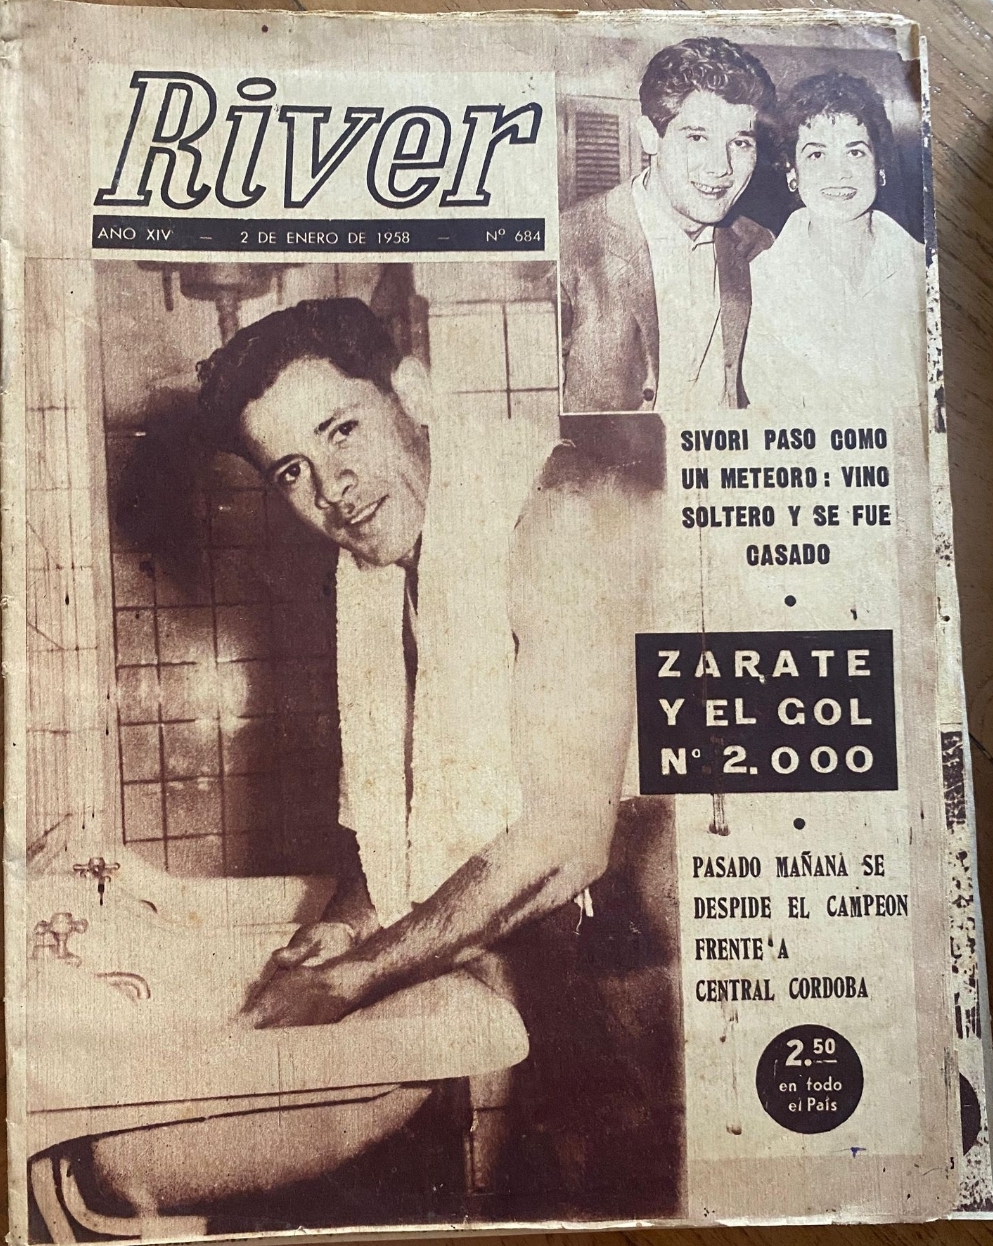 River
AÑO XIV — 2 DE ENERO DE 1958 — Nº 684
SIVORI PASO COMO
UN METEORO: VINO
SOLTERO Y SE FUE
CASADO
ZARATE
Y EL GOL
Nº 2.000
PASADO MAÑANA SE
DESPIDE EL CAMPEON
FRENTE A
CENTRAL CORDOBA
2.50
en todo
el País